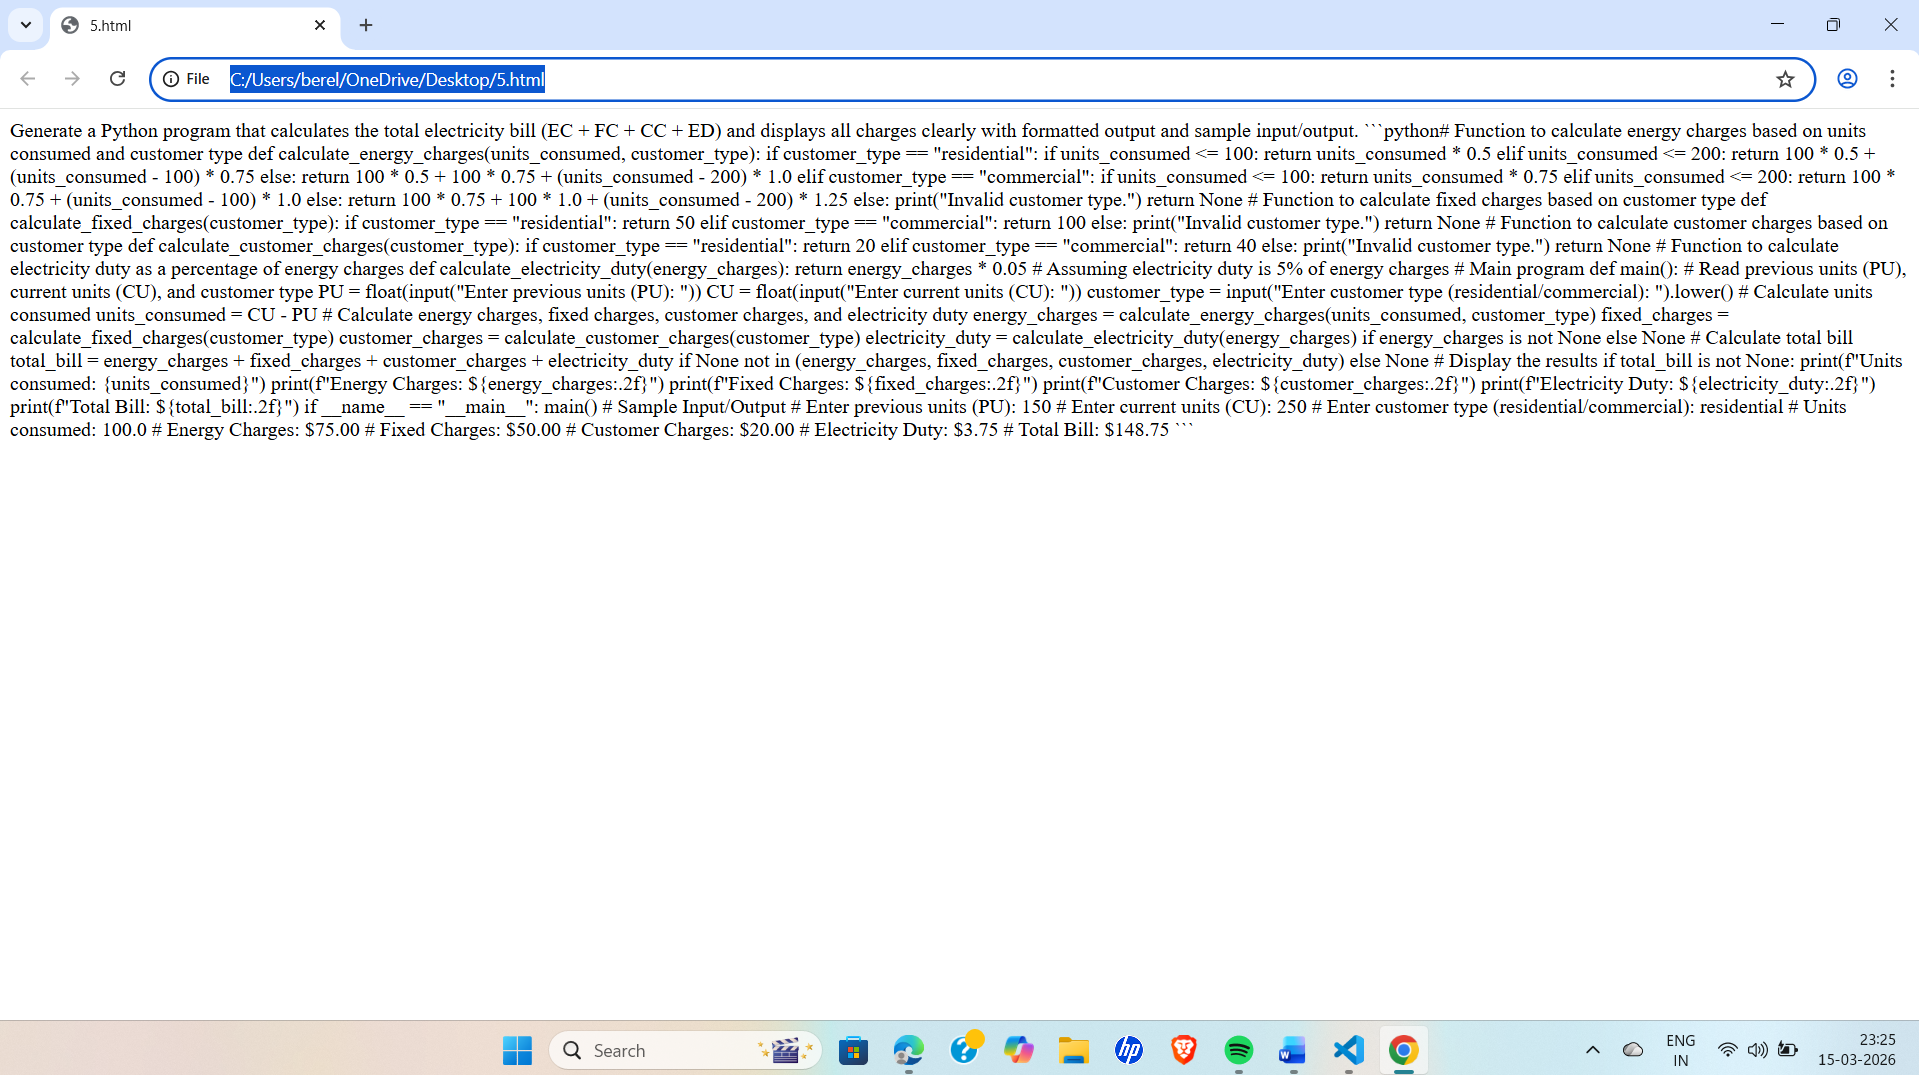 5.html
File
C:/Users/berel/OneDrive/Desktop/5.html
Generate a Python program that calculates the total electricity bill (EC + FC + CC + ED) and displays all charges clearly with formatted output and sample input/output. ```python# Function to calculate energy charges based on units
consumed and customer type def calculate_energy_charges(units_consumed, customer_type): if customer_type == "residential": if units_consumed <= 100: return units_consumed * 0.5 elif units_consumed <= 200: return 100 * 0.5 +
(units_consumed - 100) * 0.75 else: return 100 * 0.5 + 100 * 0.75 + (units_consumed - 200) * 1.0 elif customer_type == "commercial": if units_consumed <= 100: return units_consumed * 0.75 elif units_consumed <= 200: return 100 *
0.75 + (units_consumed - 100) * 1.0 else: return 100 * 0.75 + 100 * 1.0 + (units_consumed - 200) * 1.25 else: print("Invalid customer type.") return None # Function to calculate fixed charges based on customer type def
calculate_fixed_charges(customer_type): if customer_type == "residential": return 50 elif customer_type == "commercial": return 100 else: print("Invalid customer type.") return None # Function to calculate customer charges based on
customer type def calculate_customer_charges(customer_type): if customer_type == "residential": return 20 elif customer_type == "commercial": return 40 else: print("Invalid customer type.") return None # Function to calculate
electricity duty as a percentage of energy charges def calculate_electricity_duty(energy_charges): return energy_charges * 0.05 # Assuming electricity duty is 5% of energy charges # Main program def main(): # Read previous units (PU),
current units (CU), and customer type PU = float(input("Enter previous units (PU): ")) CU = float(input("Enter current units (CU): ")) customer_type = input("Enter customer type (residential/commercial): ").lower() # Calculate units
consumed units_consumed = CU - PU # Calculate energy charges, fixed charges, customer charges, and electricity duty energy_charges = calculate_energy_charges(units_consumed, customer_type) fixed_charges =
calculate_fixed_charges(customer_type) customer_charges = calculate_customer_charges(customer_type) electricity_duty = calculate_electricity_duty(energy_charges) if energy_charges is not None else None # Calculate total bill
total_bill = energy_charges + fixed_charges + customer_charges + electricity_duty if None not in (energy_charges, fixed_charges, customer_charges, electricity_duty) else None # Display the results if total_bill is not None: print(f"Units
consumed: {units_consumed}") print(f"Energy Charges: ${energy_charges:.2f}") print(f"Fixed Charges: ${fixed_charges:.2f}") print(f"Customer Charges: ${customer_charges:.2f}") print(f"Electricity Duty: ${electricity_duty:.2f}")
print(f"Total Bill: ${total_bill:.2f}") if __name__ == "__main__": main() # Sample Input/Output # Enter previous units (PU): 150 # Enter current units (CU): 250 # Enter customer type (residential/commercial): residential # Units
consumed: 100.0 # Energy Charges: $75.00 # Fixed Charges: $50.00 # Customer Charges: $20.00 # Electricity Duty: $3.75 # Total Bill: $148.75 ```
Search
hp
W
ENG
IN
23:25
15-03-2026